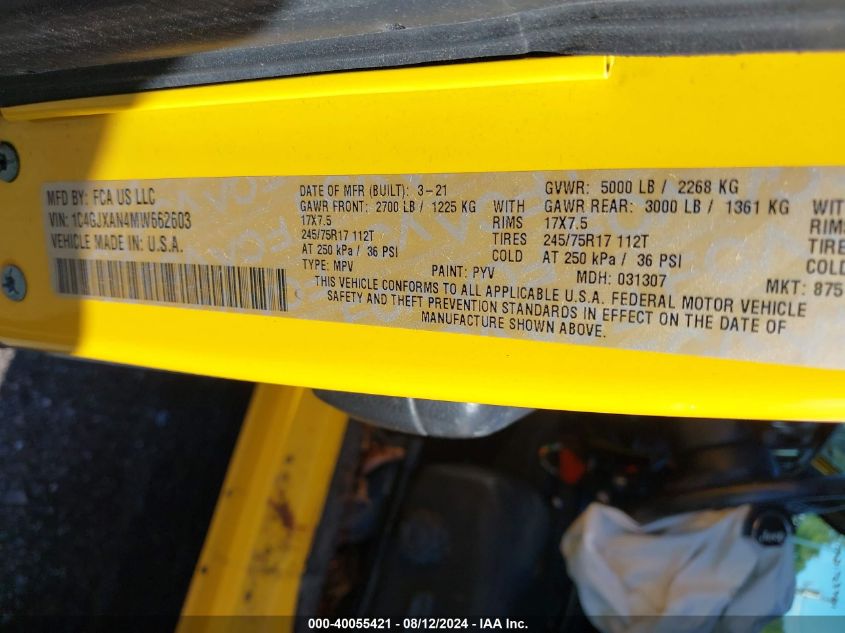 MFD BY: FCA US LLC
VIN: 1C4GJXAN4MW662603
VEHICLE MADE IN: U.S.A.
DATE OF MFR (BUILT): 3-21
GAWR FRONT: 2700 LB / 1225 KG WITH
17X7.5 RIMS
245/75R17 112T TIRES
AT 250 kPa / 36 PSI COLD
TYPE: MPV PAINT: PYV
GVWR: 5000 LB / 2268 KG
GAWR REAR: 3000 LB / 1361 KG WITH
17X7.5 RIMS
245/75R17 112T TIRES
AT 250 kPa / 36 PSI COLD
MDH: 031307 MKT: 875
THIS VEHICLE CONFORMS TO ALL APPLICABLE U.S.A. FEDERAL MOTOR VEHICLE
SAFETY AND THEFT PREVENTION STANDARDS IN EFFECT ON THE DATE OF
MANUFACTURE SHOWN ABOVE.
Jeep
000-40055421 - 08/12/2024 - IAA Inc.